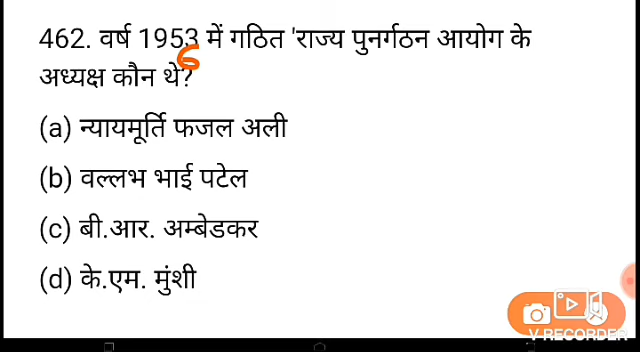 462. वर्ष 1953 में गठित 'राज्य पुनर्गठन आयोग के
6
अध्यक्ष कौन थे?
(a) न्यायमूर्ति फजल अली
(b) वल्लभ भाई पटेल
(c) बी.आर. अम्बेडकर
(d) के.एम. मुंशी
V RECORDER